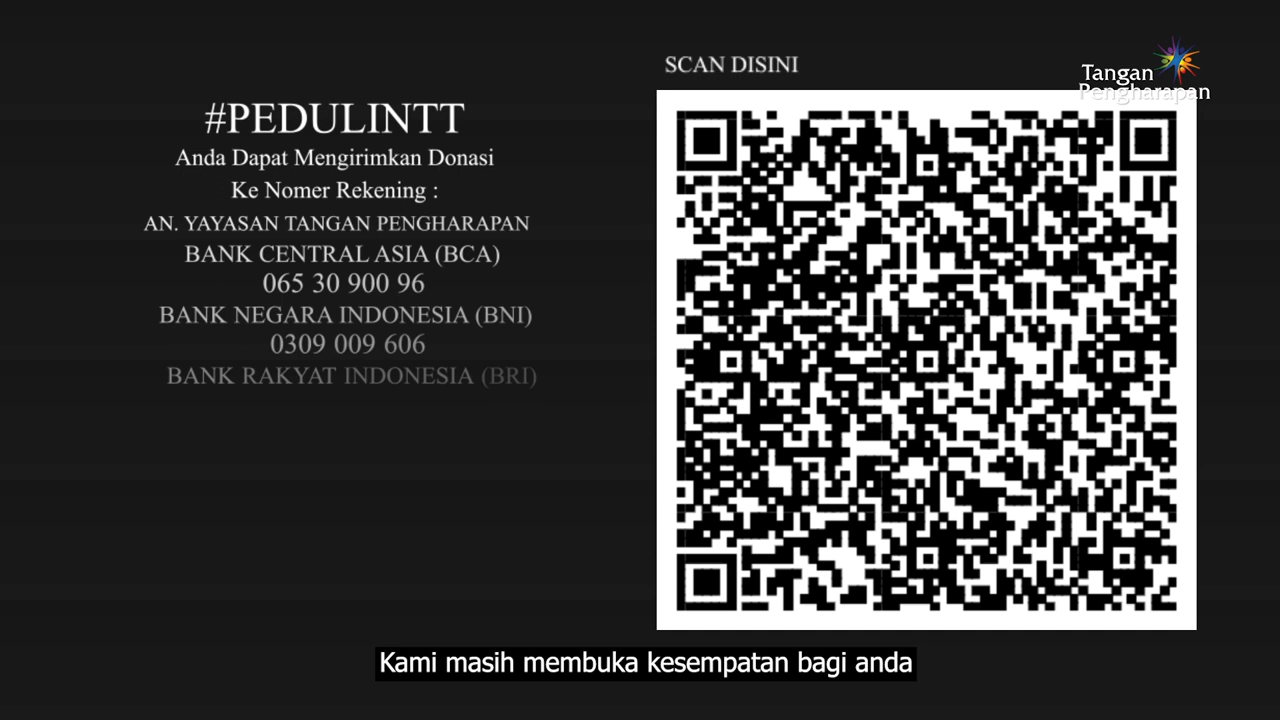 #PEDULINTT
Anda Dapat Mengirimkan Donasi
Ke Nomer Rekening :
AN. YAYASAN TANGAN PENGHARAPAN
BANK CENTRAL ASIA (BCA)
065 30 900 96
BANK NEGARA INDONESIA (BNI)
0309 009 606
BANK RAKYAT INDONESIA (BRI)
SCAN DISINI
Tangan
Pengharapan
Kami masih membuka kesempatan bagi anda